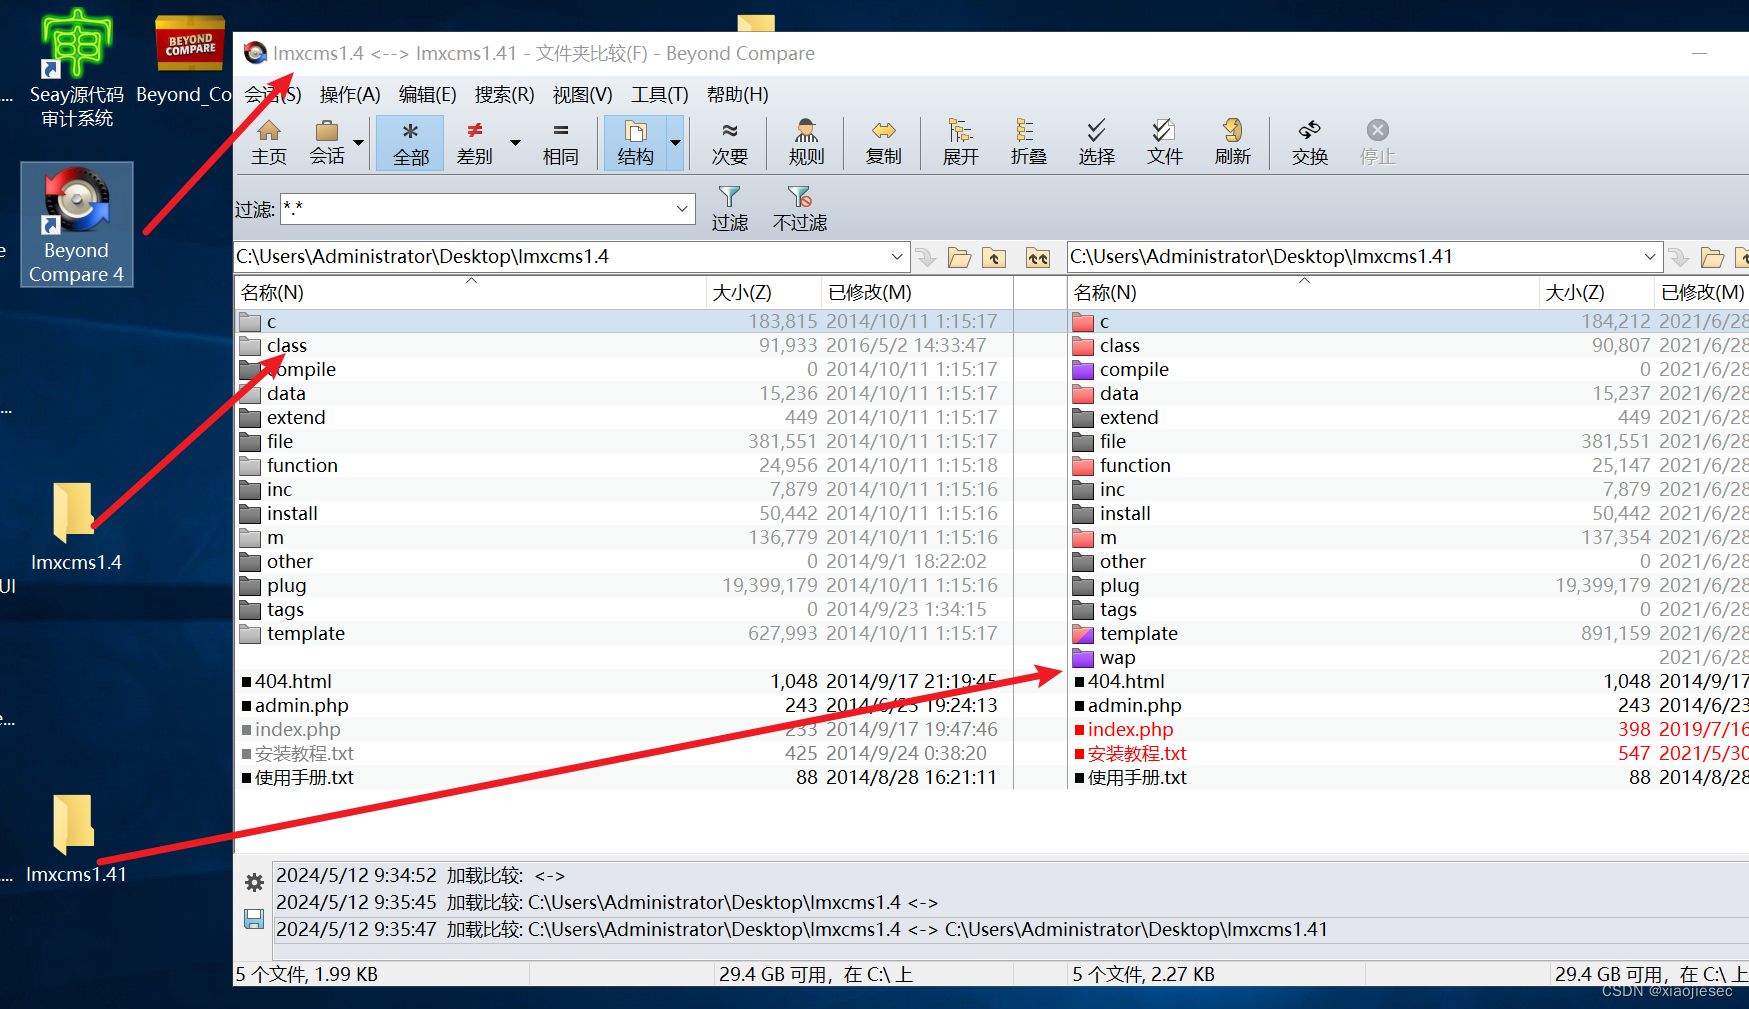 审
BEYOND
COMPARE
...
Seay源代码
审计系统
Beyond_Co
e
Beyond
Compare 4
...
lmxcms1.4
UI
e...
...
lmxcms1.41
lmxcms1.4 <--> lmxcms1.41 - 文件夹比较(F) - Beyond Compare
会话(S) 操作(A) 编辑(E) 搜索(R) 视图(V) 工具(T) 帮助(H)
主页 会话 全部 差别 相同 结构 次要 规则 复制 展开 折叠 选择 文件 刷新 交换 停止
过滤: *.* 过滤 不过滤
C:\Users\Administrator\Desktop\lmxcms1.4 C:\Users\Administrator\Desktop\lmxcms1.41
名称(N) 大小(Z) 已修改(M) 名称(N) 大小(Z) 已修改(M)
c 183,815 2014/10/11 1:15:17 c 184,212 2021/6/28
class 91,933 2016/5/2 14:33:47 class 90,807 2021/6/28
compile 0 2014/10/11 1:15:17 compile 0 2021/6/28
data 15,236 2014/10/11 1:15:17 data 15,237 2021/6/28
extend 449 2014/10/11 1:15:17 extend 449 2021/6/28
file 381,551 2014/10/11 1:15:17 file 381,551 2021/6/28
function 24,956 2014/10/11 1:15:18 function 25,147 2021/6/28
inc 7,879 2014/10/11 1:15:16 inc 7,879 2021/6/28
install 50,442 2014/10/11 1:15:16 install 50,442 2021/6/28
m 136,779 2014/10/11 1:15:16 m 137,354 2021/6/28
other 0 2014/9/1 18:22:02 other 0 2021/6/28
plug 19,399,179 2014/10/11 1:15:16 plug 19,399,179 2021/6/28
tags 0 2014/9/23 1:34:15 tags 0 2021/6/28
template 627,993 2014/10/11 1:15:17 template 891,159 2021/6/28
wap 2021/6/28
404.html 1,048 2014/9/17 21:19:45 404.html 1,048 2014/9/17
admin.php 243 2014/6/23 19:24:13 admin.php 243 2014/6/23
index.php 233 2014/9/17 19:47:46 index.php 398 2019/7/16
安装教程.txt 425 2014/9/24 0:38:20 安装教程.txt 547 2021/5/30
使用手册.txt 88 2014/8/28 16:21:11 使用手册.txt 88 2014/8/28
2024/5/12 9:34:52 加载比较: <->
2024/5/12 9:35:45 加载比较: C:\Users\Administrator\Desktop\lmxcms1.4 <->
2024/5/12 9:35:47 加载比较: C:\Users\Administrator\Desktop\lmxcms1.4 <-> C:\Users\Administrator\Desktop\lmxcms1.41
5 个文件, 1.99 KB 29.4 GB 可用，在 C:\ 上 5 个文件, 2.27 KB 29.4 GB 可用，在 C:\ 上
CSDN @xiaojiesec